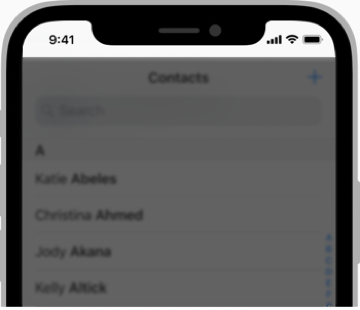 9:41
Contacts
Search
A
Katie Abeles
Christina Ahmed
Jody Akana
Kelly Altick
A
B
C
D
E
F